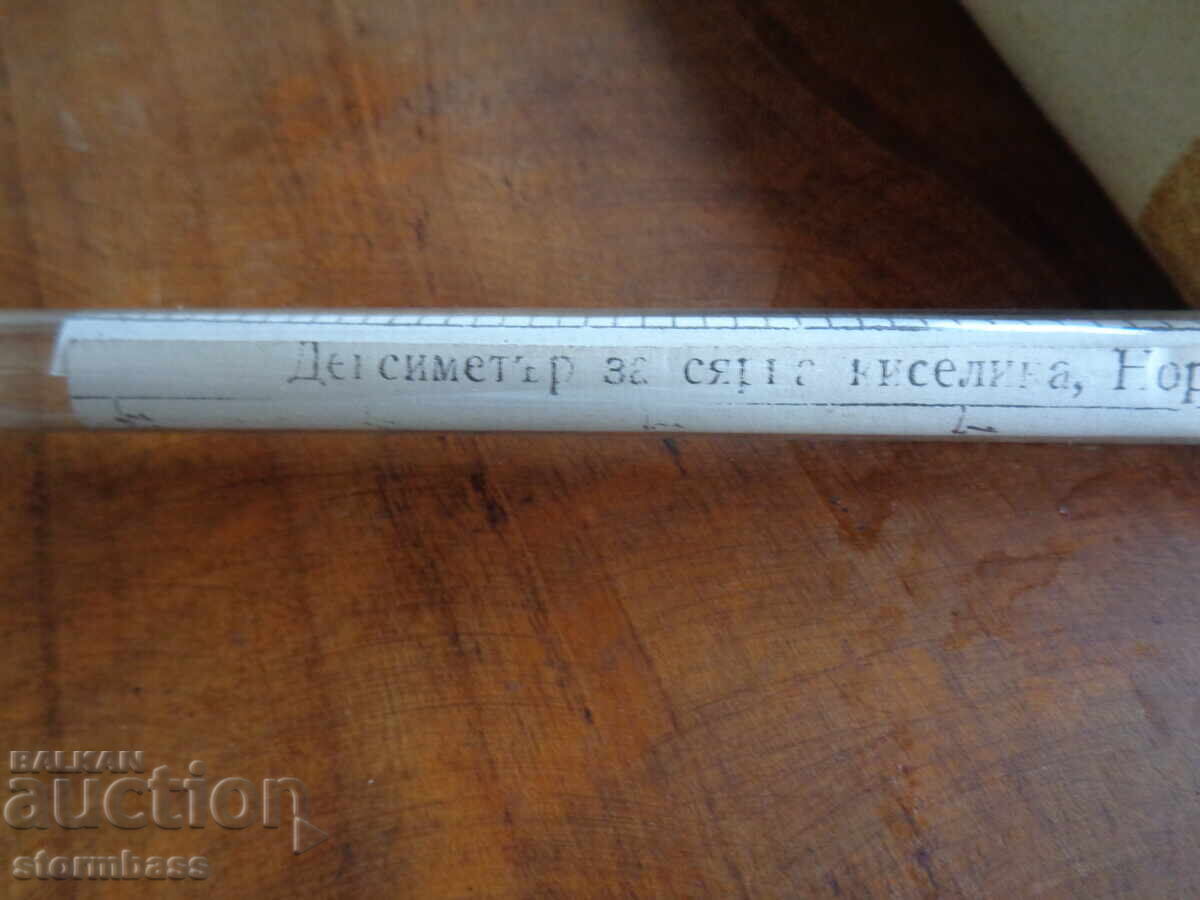 Денсиметър за сярна киселина, Нор
BALKAN
auction
stormbass